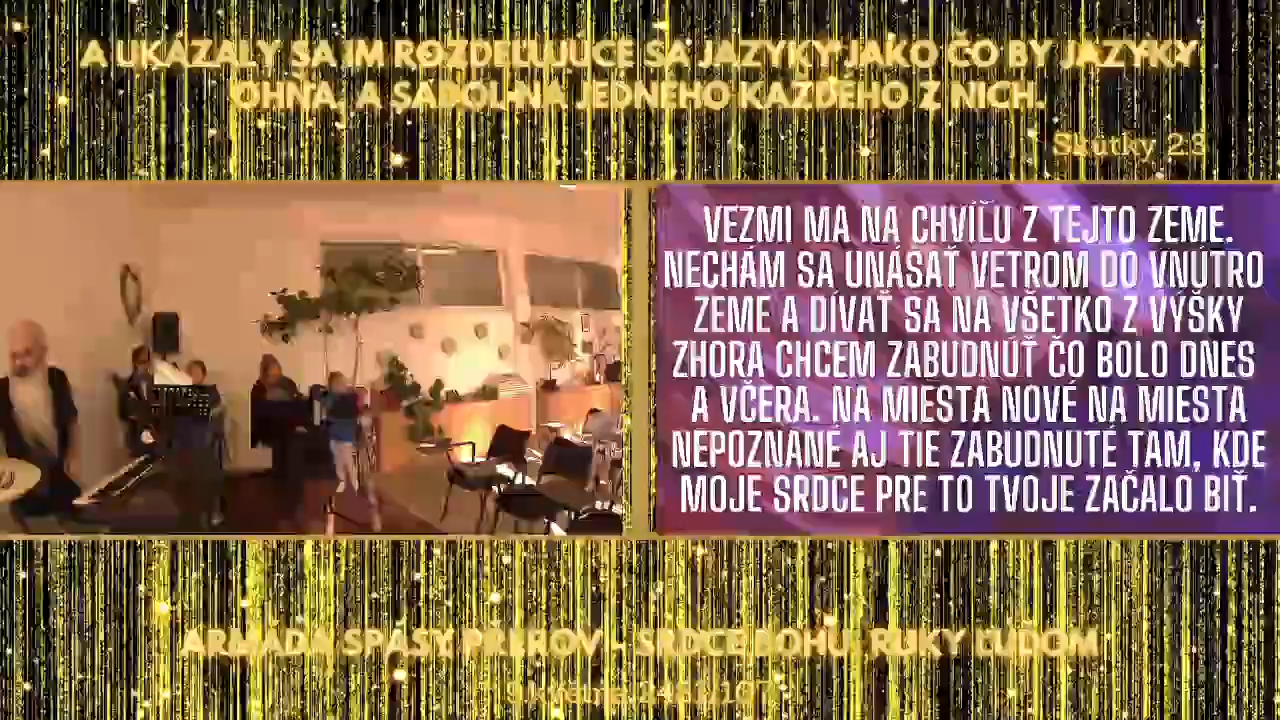 A UKÁZALY SA IM ROZDEĽUJÚCE SA JAZYKY JAKO ČO BY JAZYKY
OHŇA, A SADOL NA JEDNÉHO KAŽDÉHO Z NICH.
Skutky 2:3
VEZMI MA NA CHVÍĽU Z TEJTO ZEME.
NECHÁM SA UNÁŠAŤ VETROM DO VNÚTRO
ZEME A DÍVAŤ SA NA VŠETKO Z VÝŠKY
ZHORA CHCEM ZABUDNÚŤ ČO BOLO DNES
A VČERA. NA MIESTA NOVÉ NA MIESTA
NEPOZNANÉ AJ TIE ZABUDNUTÉ TAM, KDE
MOJE SRDCE PRE TO TVOJE ZAČALO BIŤ.
ARMÁDA SPÁSY PŘEROV - SRDCE BOHU, RUKY ĽUĎOM